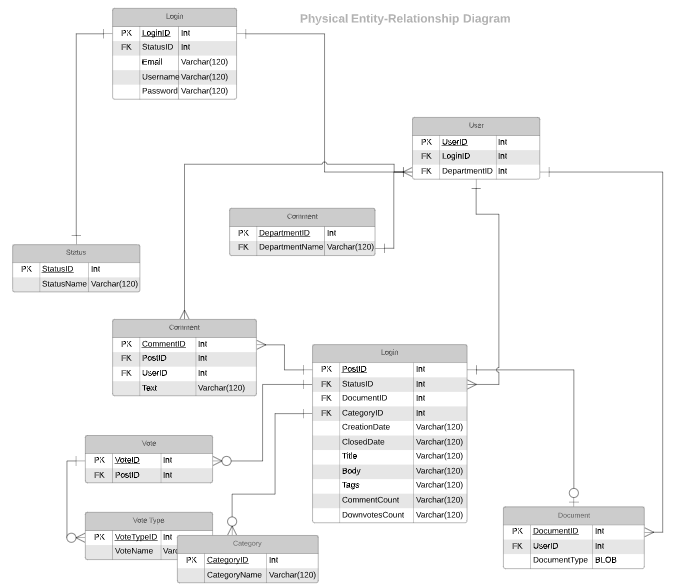 Physical Entity-Relationship Diagram
Login
PK LoginID Int
FK StatusID Int
Email Varchar(120)
Username Varchar(120)
Password Varchar(120)
User
PK UserID Int
FK LoginID Int
FK DepartmentID Int
Comment
PK DepartmentID Int
FK DepartmentName Varchar(120)
Status
PK StatusID Int
StatusName Varchar(120)
Comment
PK CommentID Int
FK PostID Int
FK UserID Int
Text Varchar(120)
Login
PK PostID Int
FK StatusID Int
FK DocumentID Int
FK CategoryID Int
CreationDate Varchar(120)
ClosedDate Varchar(120)
Title Varchar(120)
Body Varchar(120)
Tags Varchar(120)
CommentCount Varchar(120)
DownvotesCount Varchar(120)
Vote
PK VoteID Int
FK PostID Int
Vote Type
PK VoteTypeID Int
VoteName
Category
PK CategoryID Int
CategoryName Varchar(120)
Document
PK DocumentID Int
FK UserID Int
DocumentType BLOB